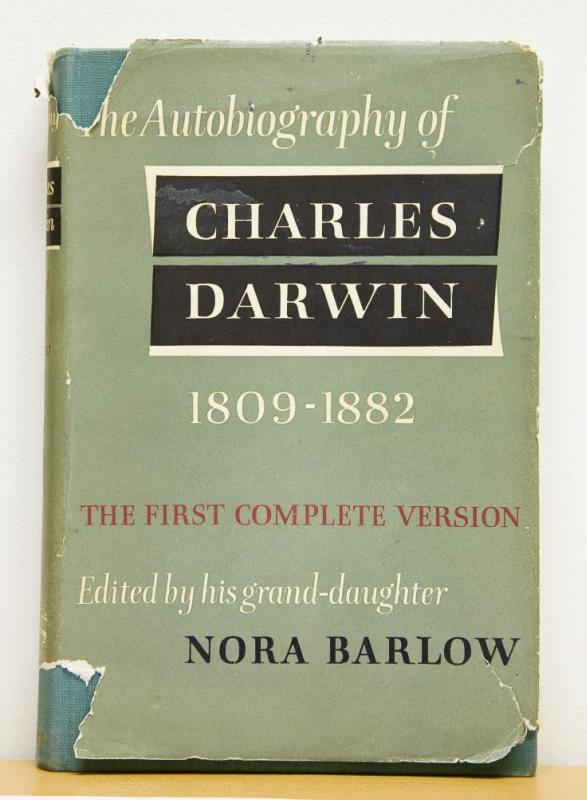 The Autobiography of
CHARLES
DARWIN
1809-1882
THE FIRST COMPLETE VERSION
Edited by his grand-daughter
NORA BARLOW